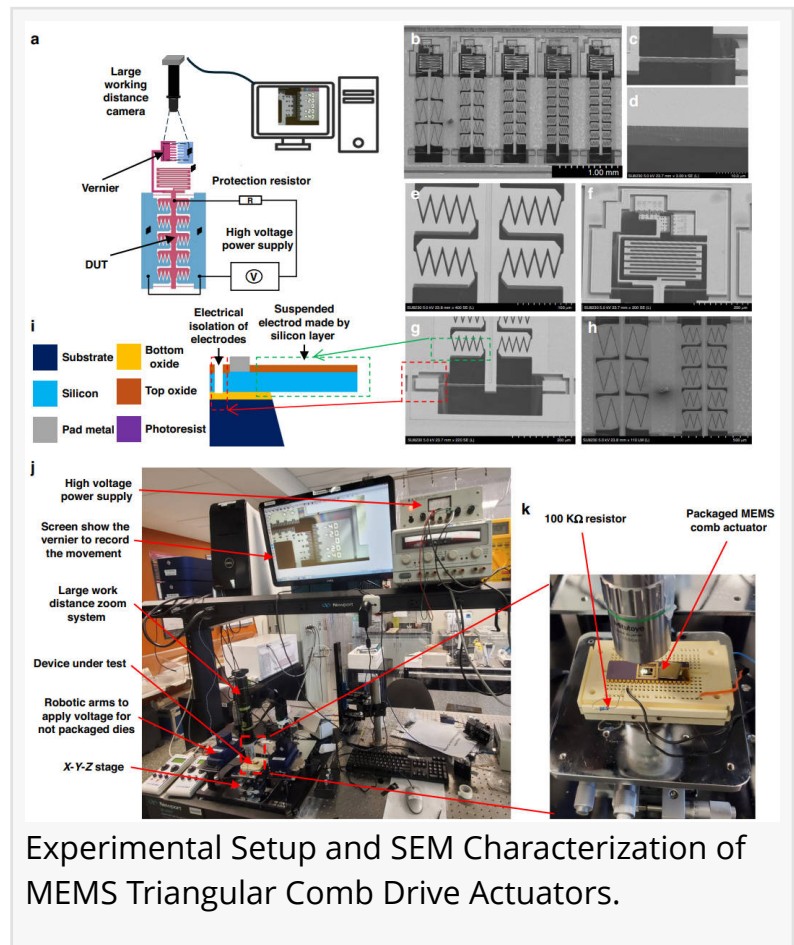 a
Large
working
distance
camera
Vernier
Protection resistor
R
High voltage
power supply
DUT
V
b
1.00 mm
c
d
e
f
g
h
i
Substrate
Bottom
oxide
Silicon
Top oxide
Pad metal
Photoresist
Electrical
isolation of
electrodes
Suspended
electrod made by
silicon layer
j
High voltage
power supply
Screen show the
vernier to record
the movement
Large work
distance zoom
system
Device under test
Robotic arms to
apply voltage for
not packaged dies
X-Y-Z stage
Newport
k
100 KΩ resistor
Packaged MEMS
comb actuator
Experimental Setup and SEM Characterization of
MEMS Triangular Comb Drive Actuators.